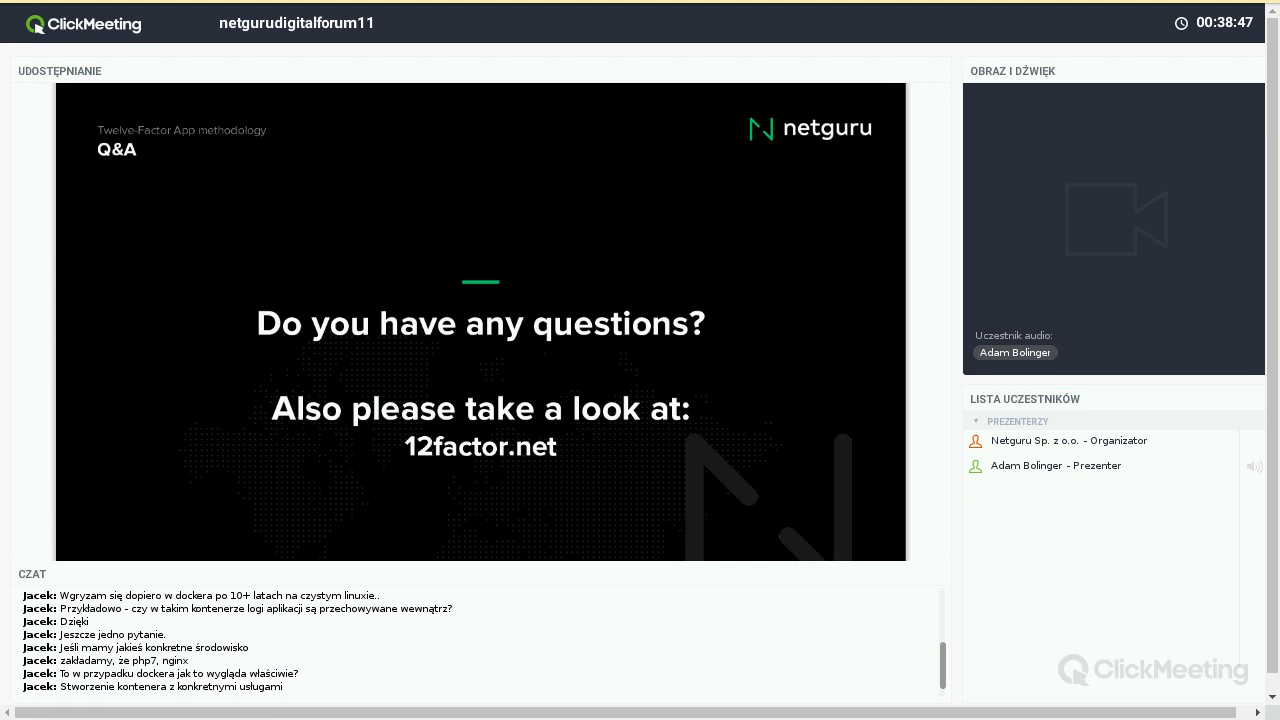 ClickMeeting
netgurudigitalforum11
00:38:47
UDOSTĘPNIANIE
OBRAZ I DŹWIĘK
Twelve-Factor App methodology
Q&A
netguru
Do you have any questions?
Also please take a look at:
12factor.net
Uczestnik audio:
Adam Bolinger
LISTA UCZESTNIKÓW
PREZENTERZY
Netguru Sp. z o.o. - Organizator
Adam Bolinger - Prezenter
CZAT
Jacek: Wgryzam się dopiero w dockera po 10+ latach na czystym linuxie..
Jacek: Przykładowo - czy w takim kontenerze logi aplikacji są przechowywane wewnątrz?
Jacek: Dzięki
Jacek: Jeszcze jedno pytanie.
Jacek: Jeśli mamy jakieś konkretne środowisko
Jacek: zakładamy, że php7, nginx
Jacek: To w przypadku dockera jak to wygląda właściwie?
Jacek: Stworzenie kontenera z konkretnymi usługami
ClickMeeting